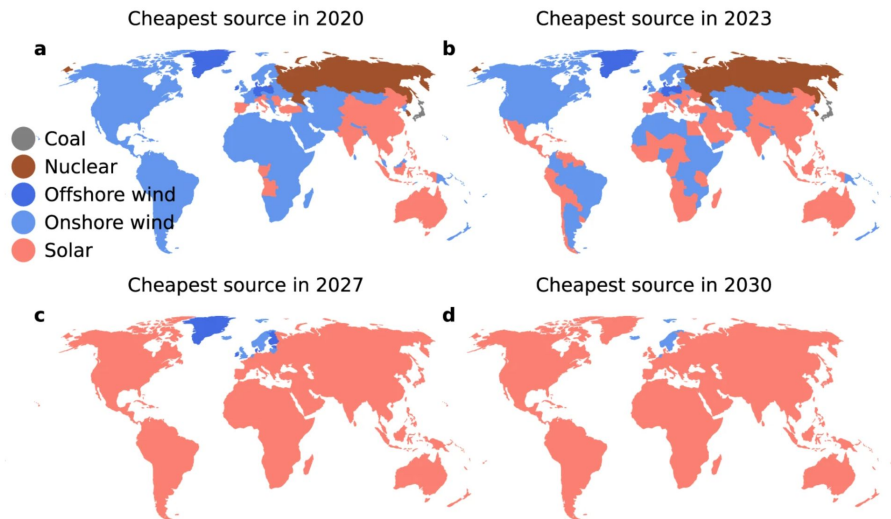 Cheapest source in 2020
Cheapest source in 2023
a
b
Coal
Nuclear
Offshore wind
Onshore wind
Solar
Cheapest source in 2027
Cheapest source in 2030
c
d